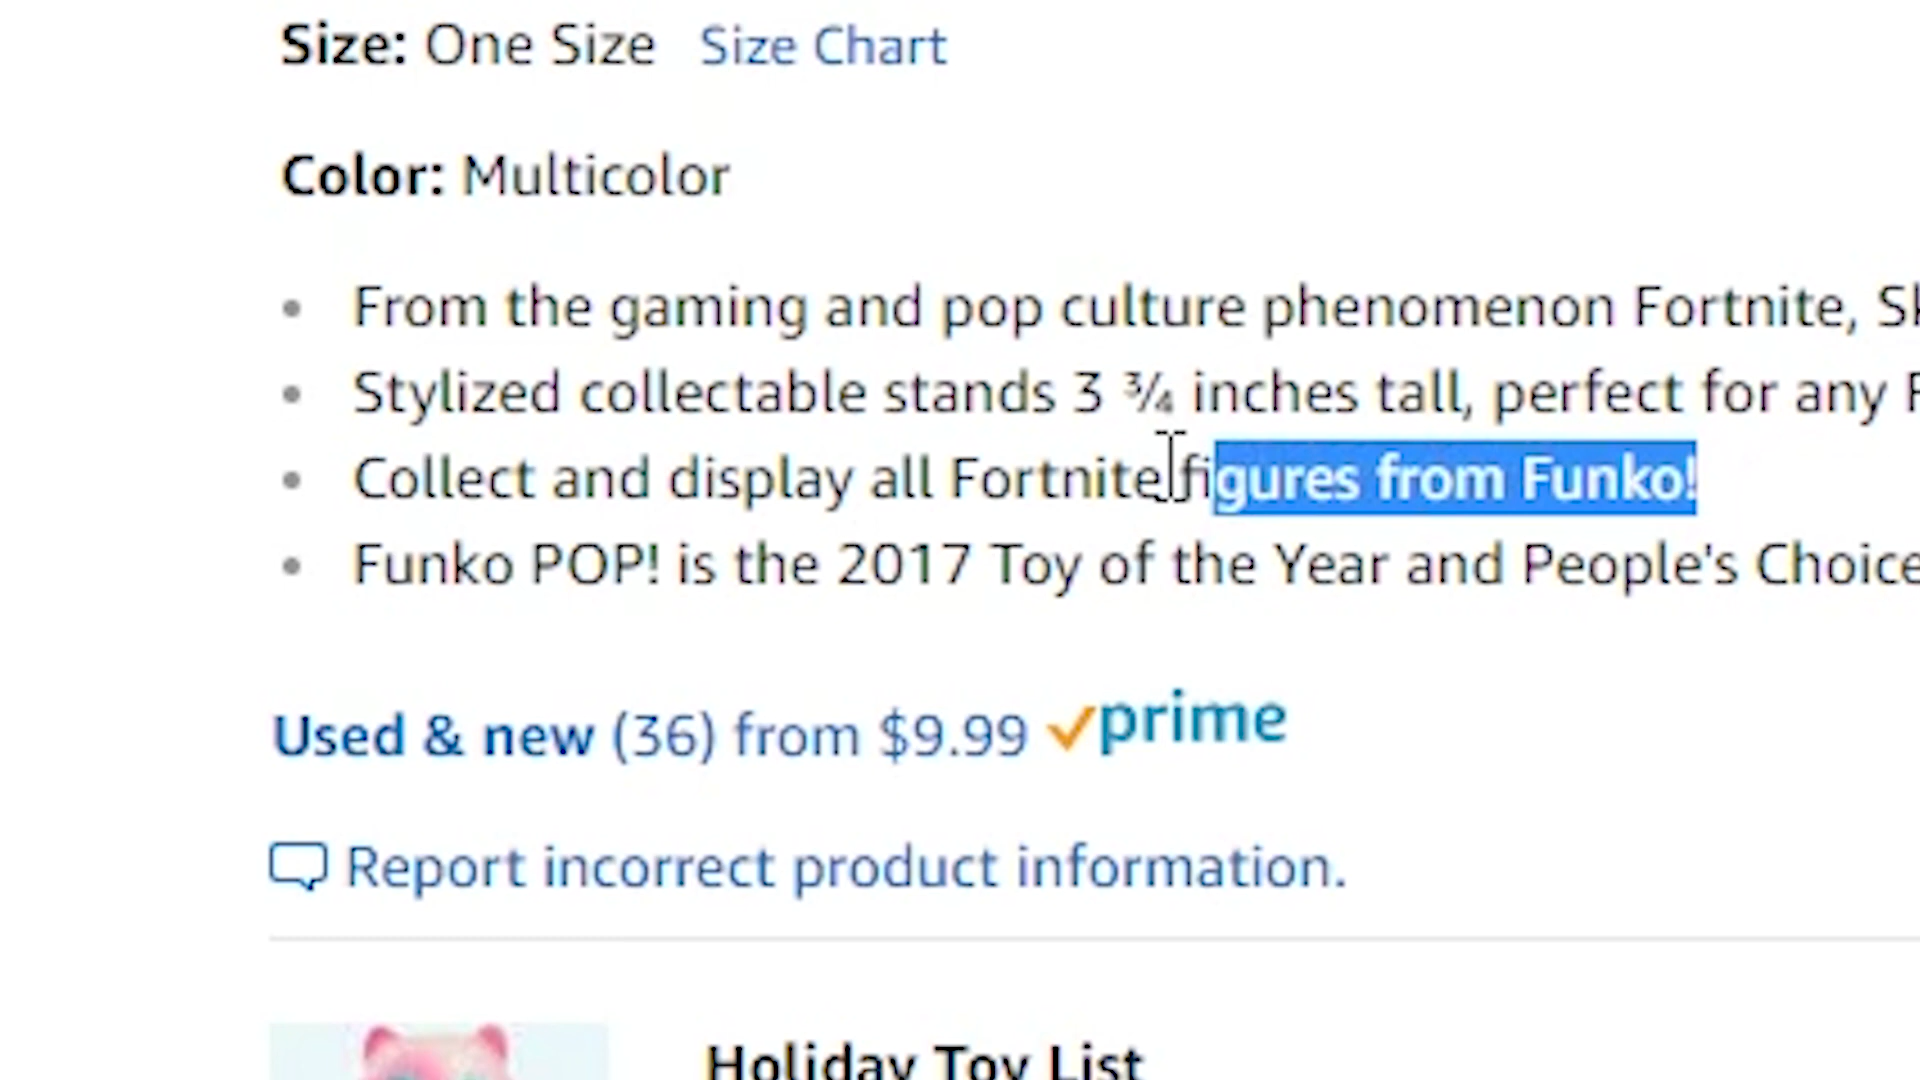 Size: One Size Size Chart
Color: Multicolor
From the gaming and pop culture phenomenon Fortnite,
Stylized collectable stands 3 ¾ inches tall, perfect for any
Collect and display all Fortnite figures from Funko!
Funko POP! is the 2017 Toy of the Year and People's Choice
Used & new (36) from $9.99 prime
Report incorrect product information.
Holiday Toy List